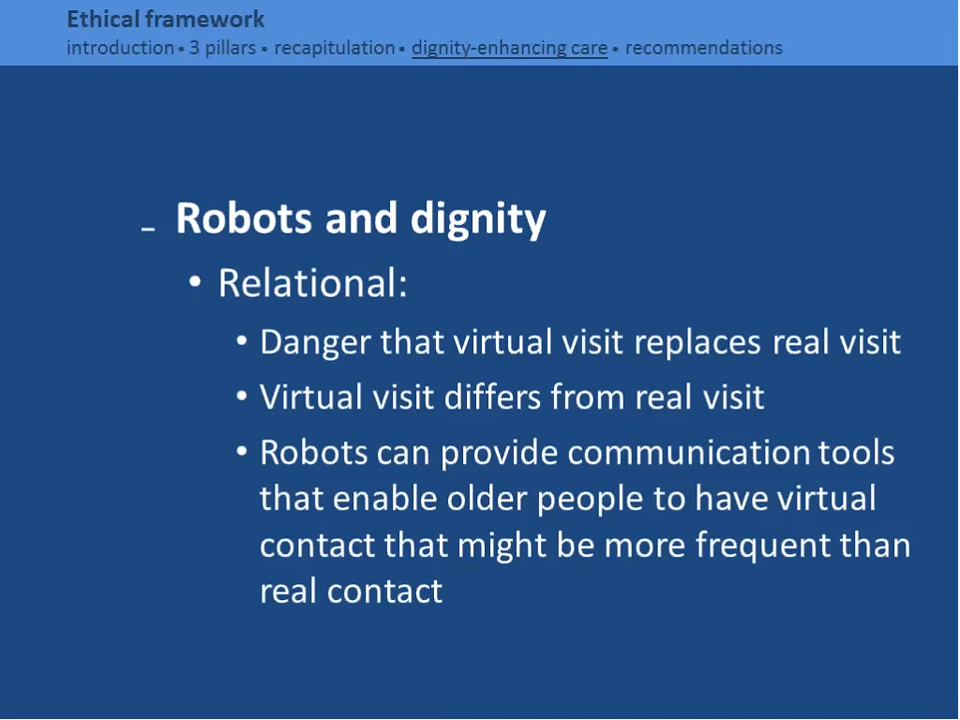 Ethical framework
introduction • 3 pillars • recapitulation • dignity-enhancing care • recommendations
– Robots and dignity
• Relational:
• Danger that virtual visit replaces real visit
• Virtual visit differs from real visit
• Robots can provide communication tools
that enable older people to have virtual
contact that might be more frequent than
real contact